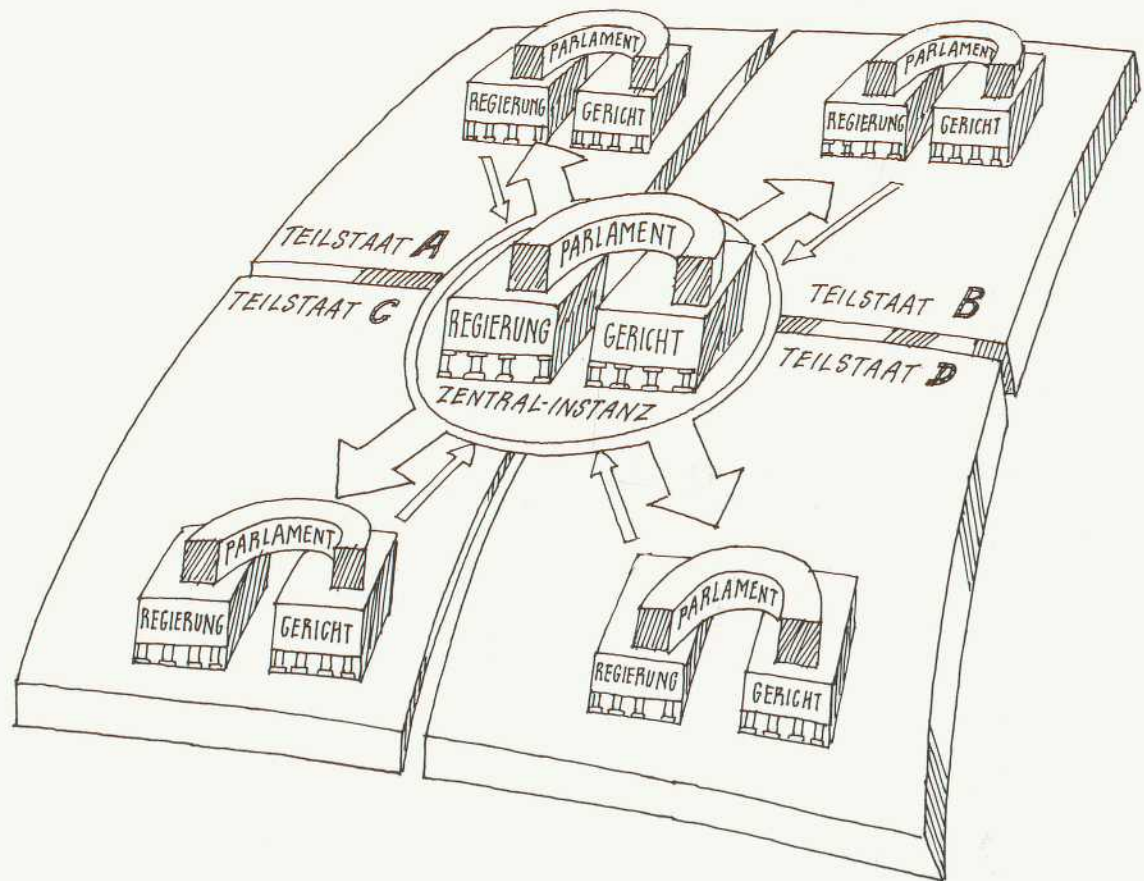 PARLAMENT
REGIERUNG
GERICHT
PARLAMENT
REGIERUNG
GERICHT
TEILSTAAT A
TEILSTAAT B
PARLAMENT
REGIERUNG
GERICHT
ZENTRAL-INSTANZ
TEILSTAAT C
TEILSTAAT D
PARLAMENT
REGIERUNG
GERICHT
PARLAMENT
REGIERUNG
GERICHT